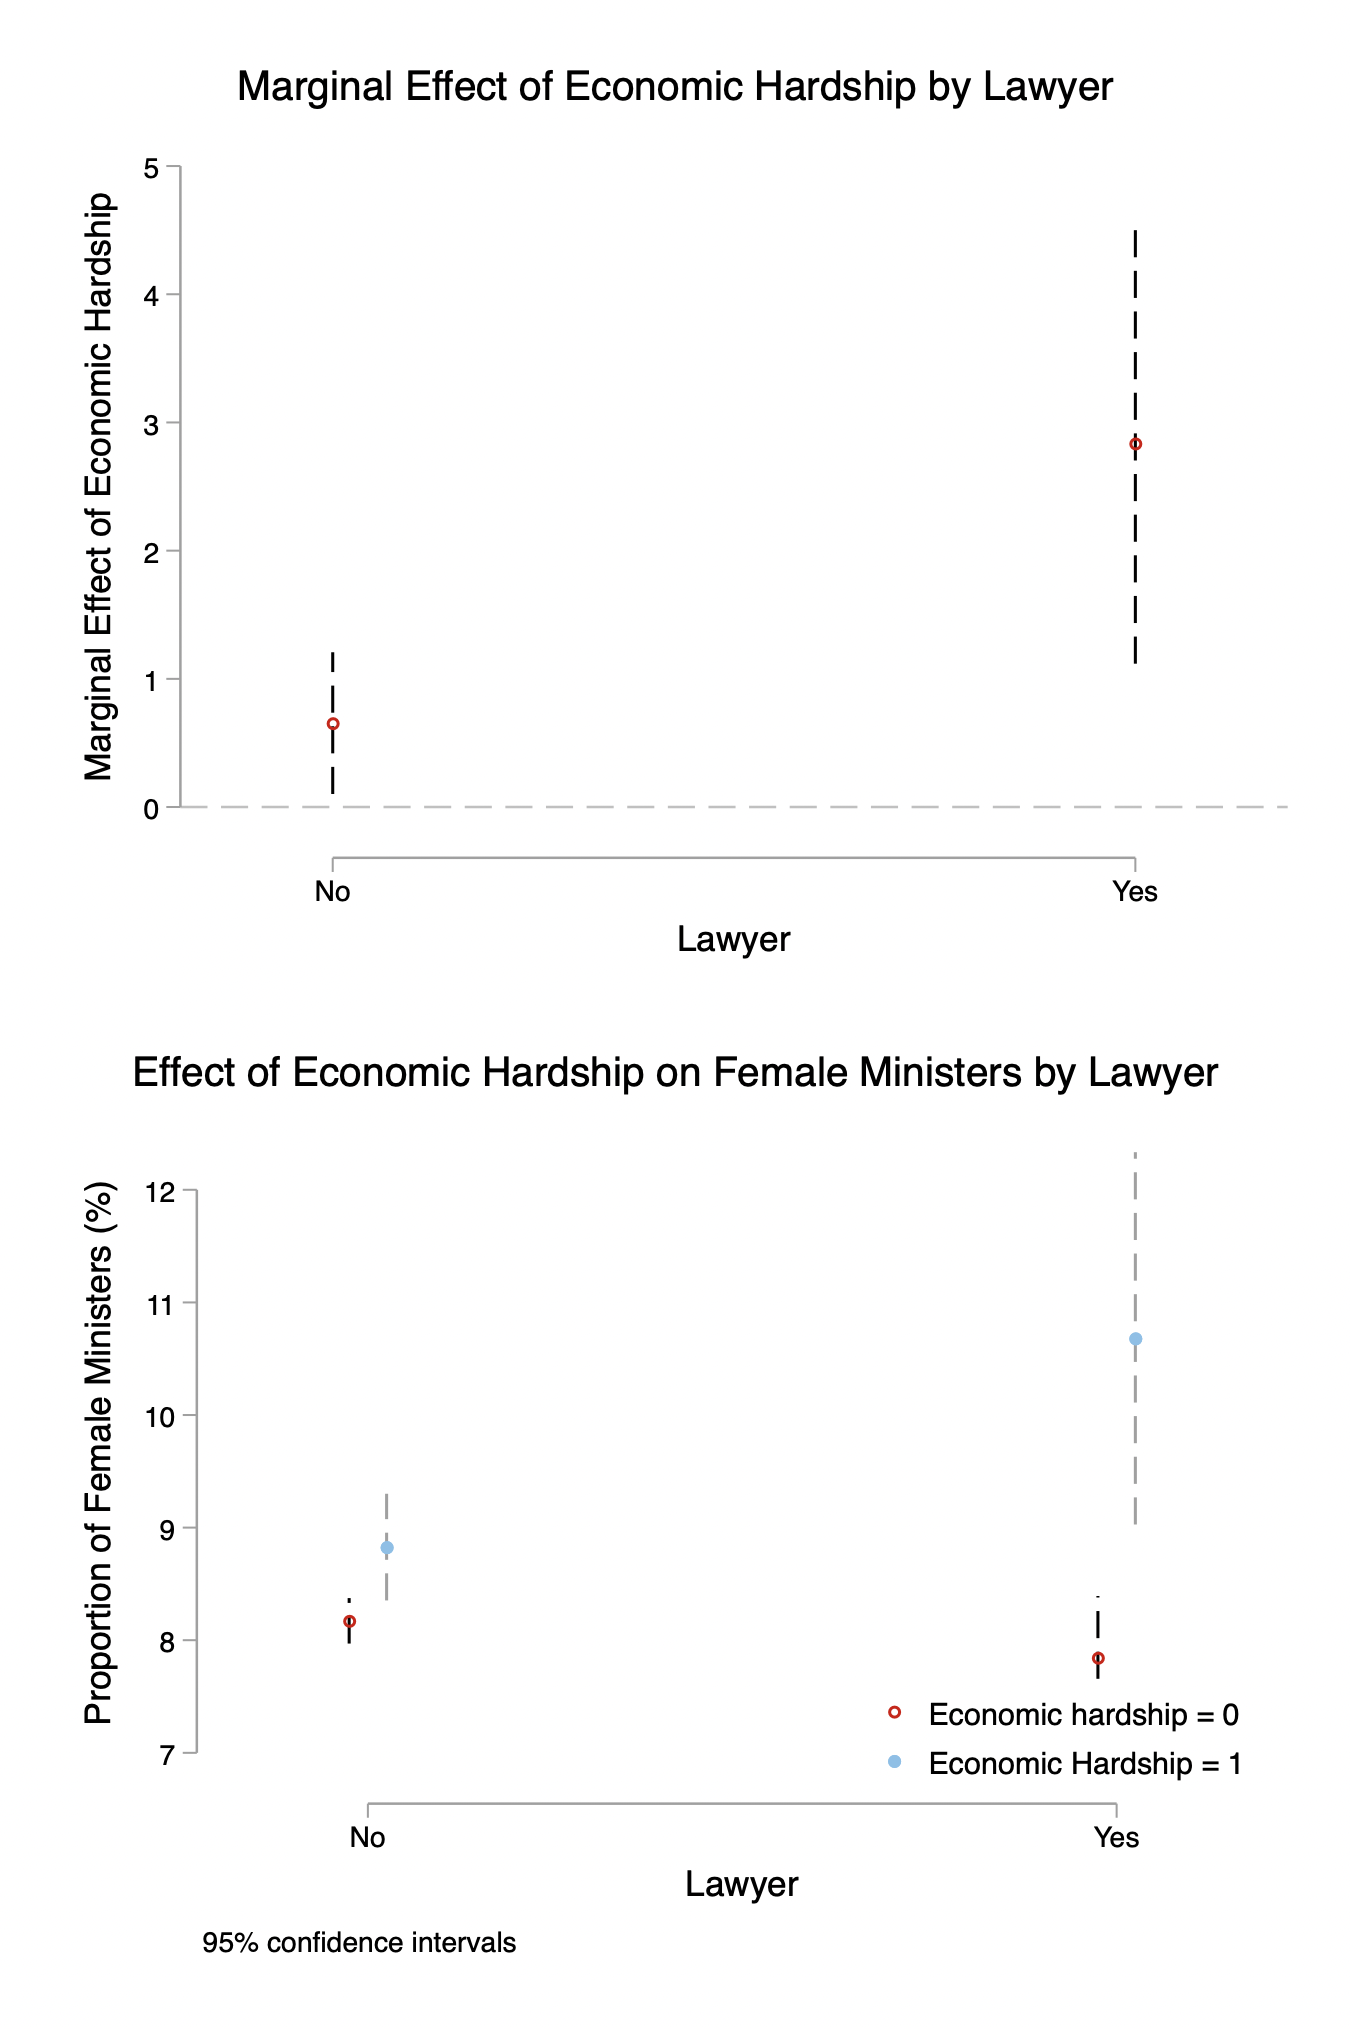 Marginal Effect of Economic Hardship by Lawyer
Marginal Effect of Economic Hardship
5
4
3
2
1
0
No
Yes
Lawyer
Effect of Economic Hardship on Female Ministers by Lawyer
Proportion of Female Ministers (%)
12
11
10
9
8
7
Economic hardship = 0
Economic Hardship = 1
No
Yes
Lawyer
95% confidence intervals